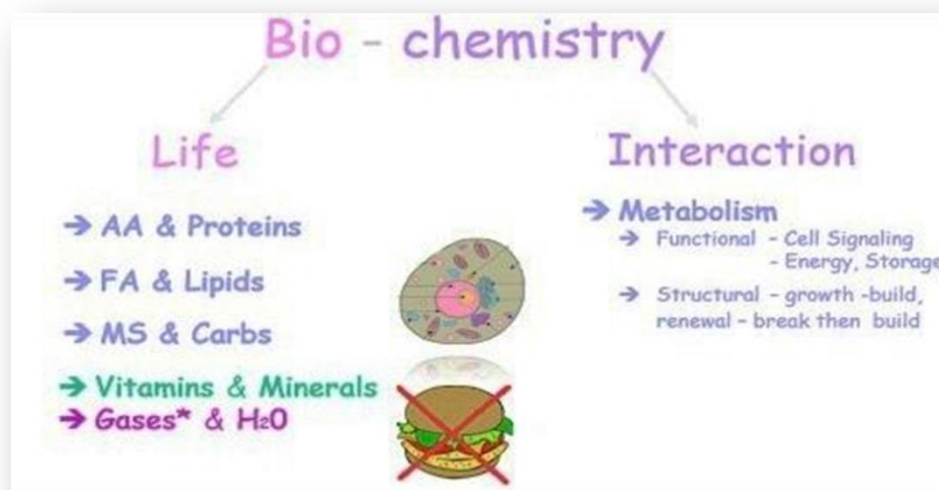 Bio - chemistry
Life
→ AA & Proteins
→ FA & Lipids
→ MS & Carbs
→ Vitamins & Minerals
→ Gases* & H₂O
Interaction
→ Metabolism
→ Functional - Cell Signaling
- Energy, Storage
→ Structural - growth -build,
renewal - break then build